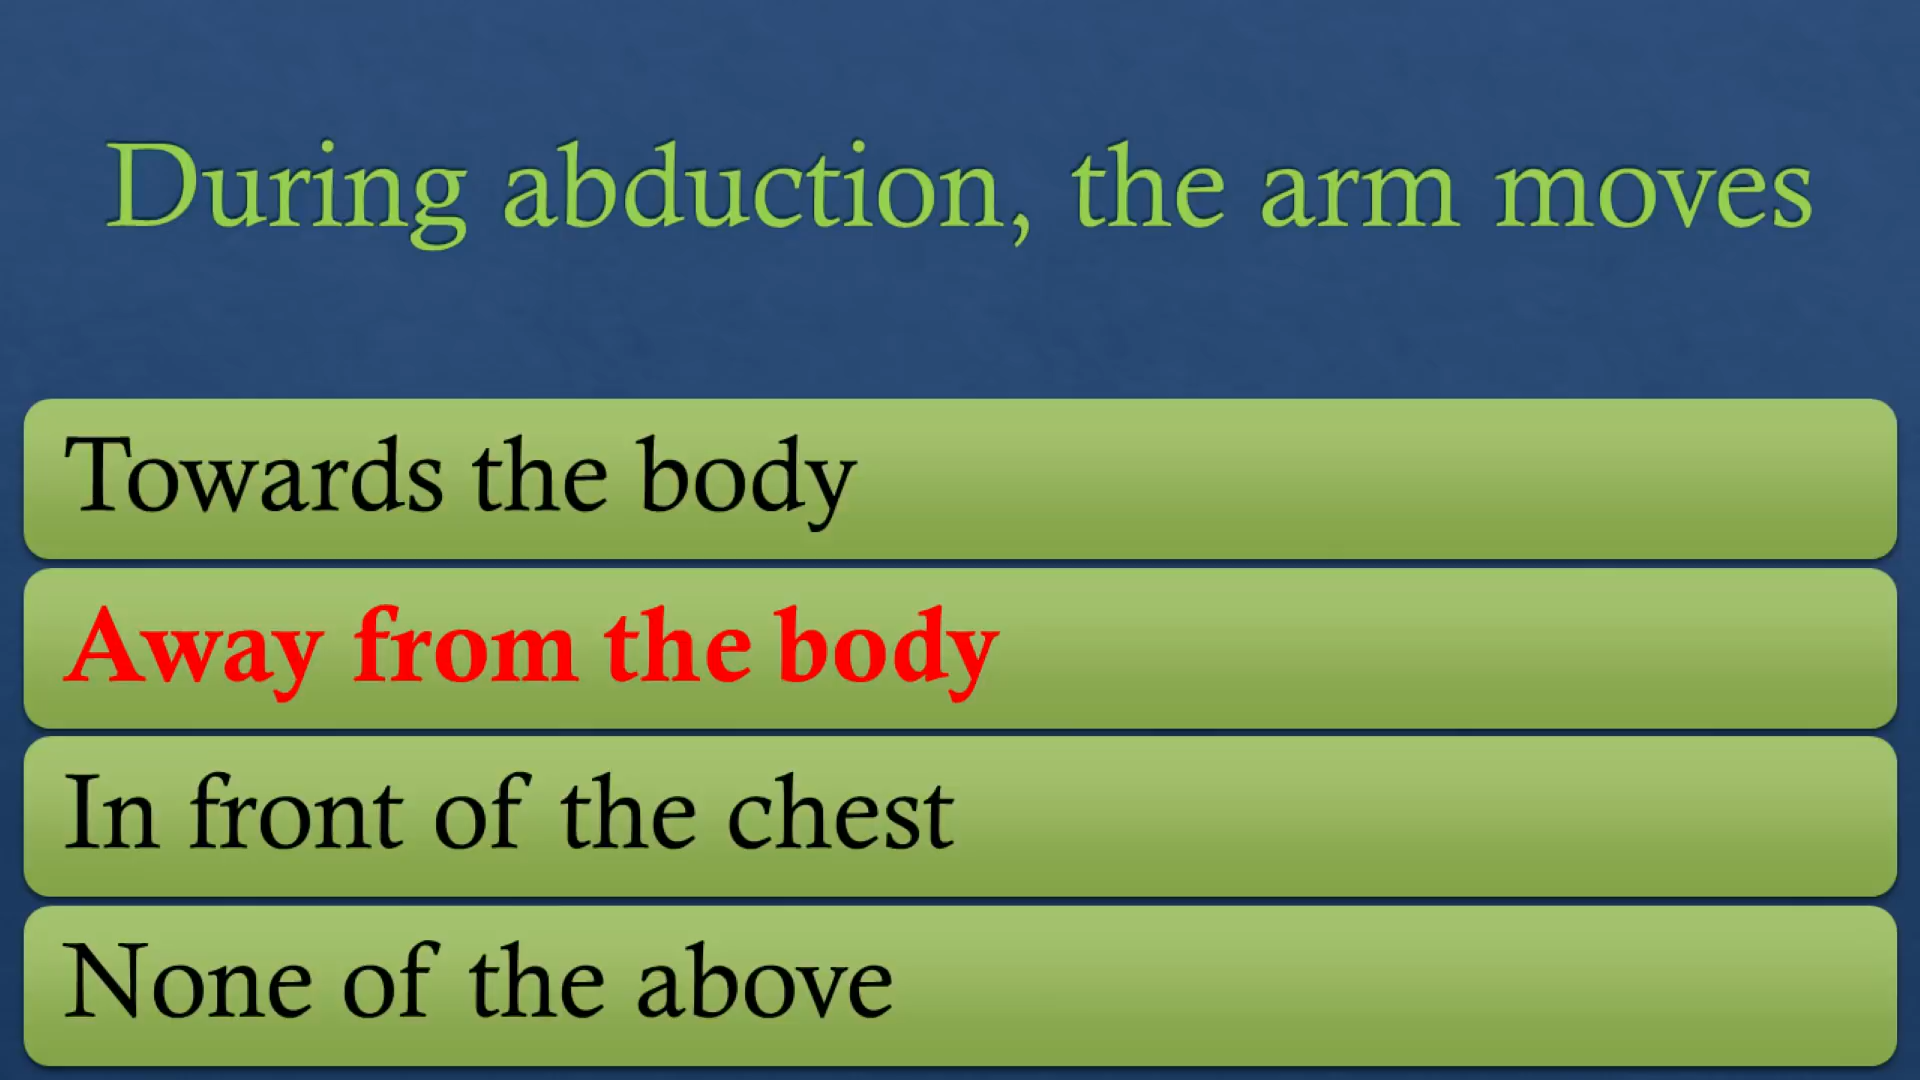 During abduction, the arm moves
Towards the body
Away from the body
In front of the chest
None of the above